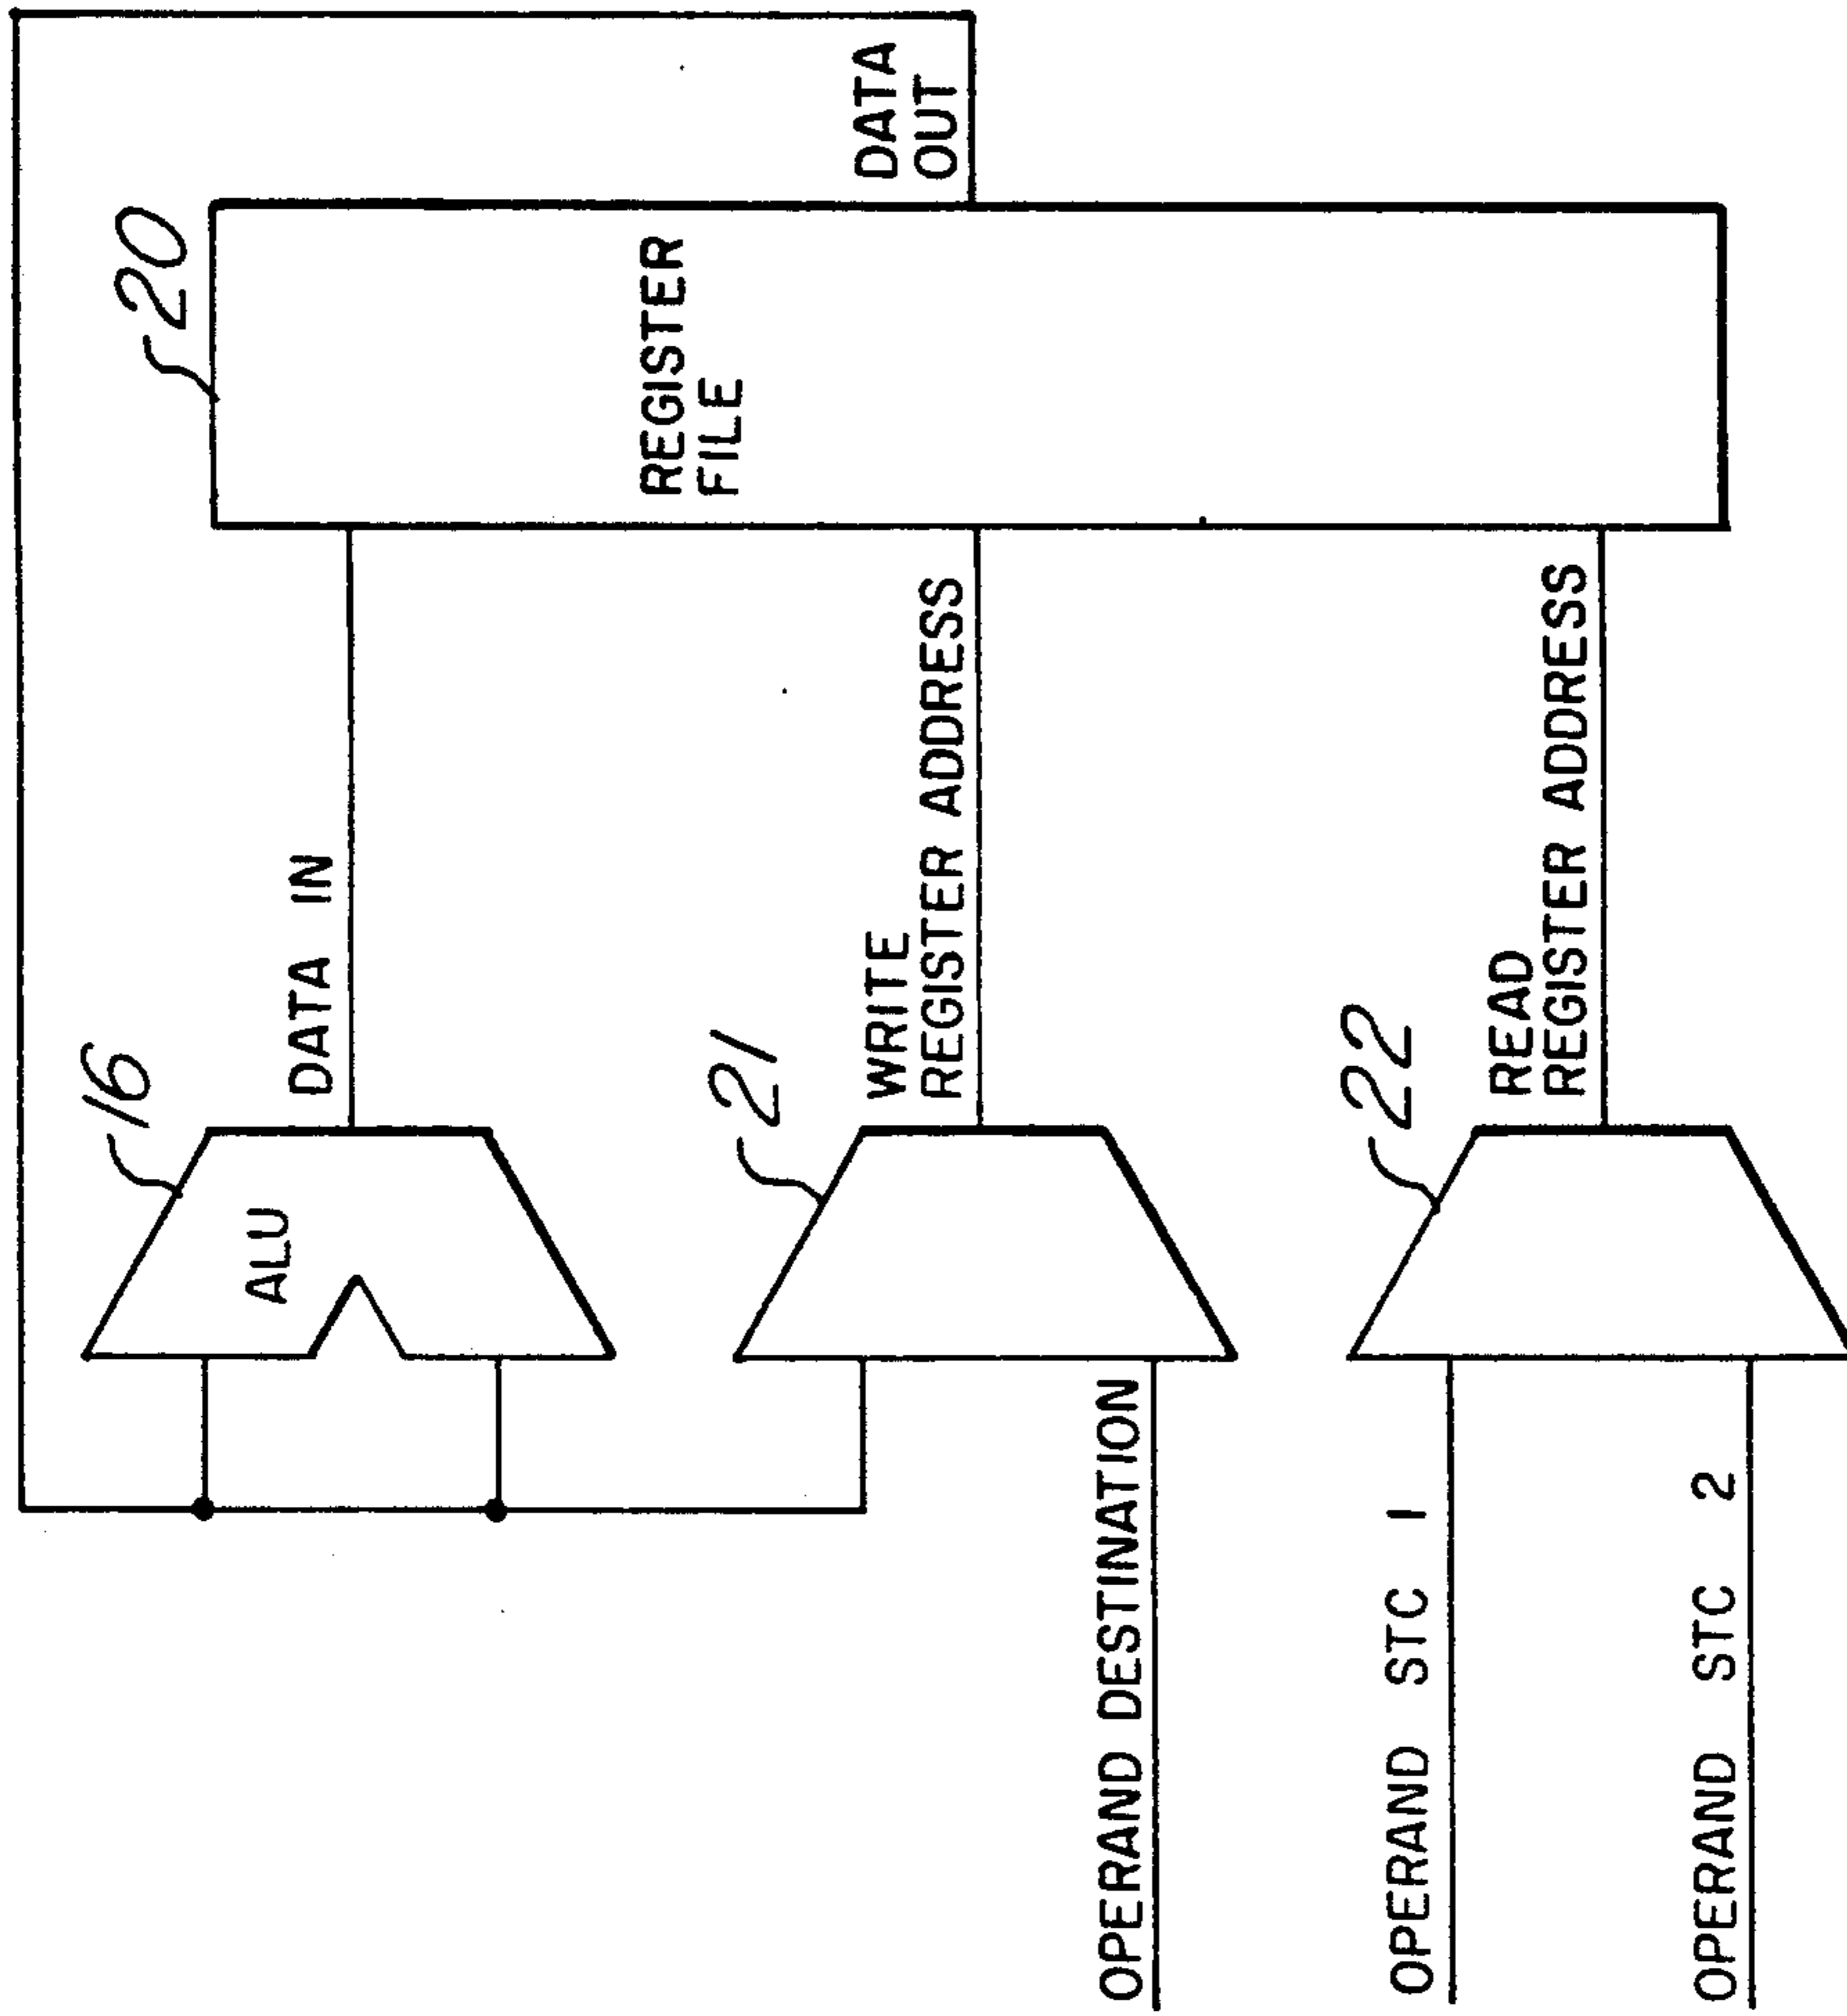 16
20
ALU
DATA IN
REGISTER
FILE
21
WRITE
REGISTER ADDRESS
DATA
OUT
OPERAND DESTINATION
22
OPERAND STC 1
READ
REGISTER ADDRESS
OPERAND STC 2